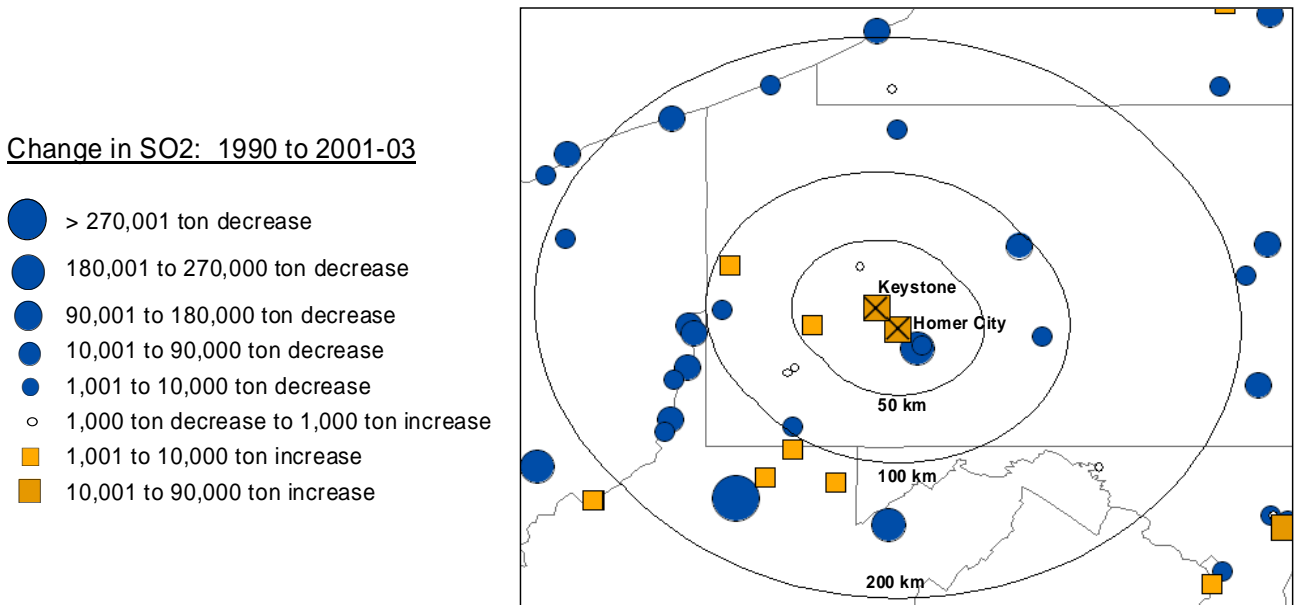 Change in SO2: 1990 to 2001-03
> 270,001 ton decrease
180,001 to 270,000 ton decrease
90,001 to 180,000 ton decrease
10,001 to 90,000 ton decrease
1,001 to 10,000 ton decrease
1,000 ton decrease to 1,000 ton increase
1,001 to 10,000 ton increase
10,001 to 90,000 ton increase
Keystone
Homer City
50 km
100 km
200 km